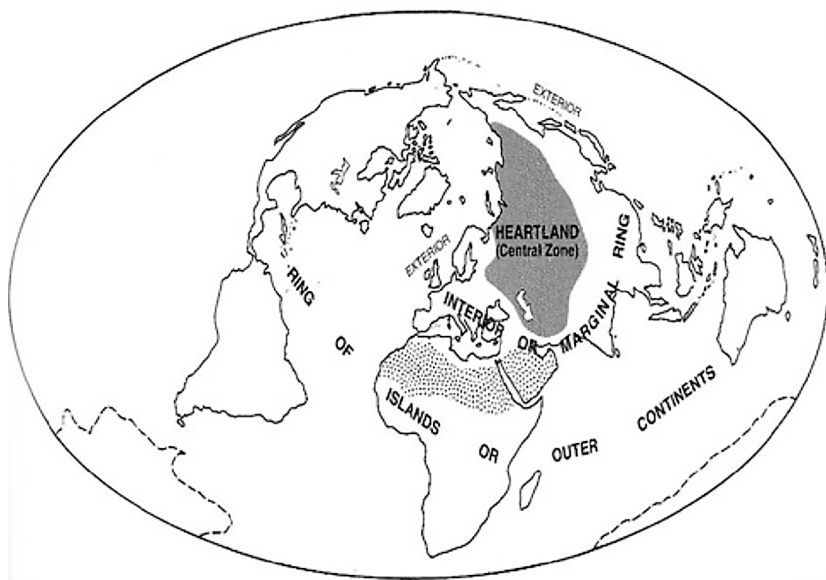 EXTERIOR
HEARTLAND
(Central Zone)
EXTERIOR
INTERIOR OR MARGINAL RING
RING OF ISLANDS OR OUTER CONTINENTS